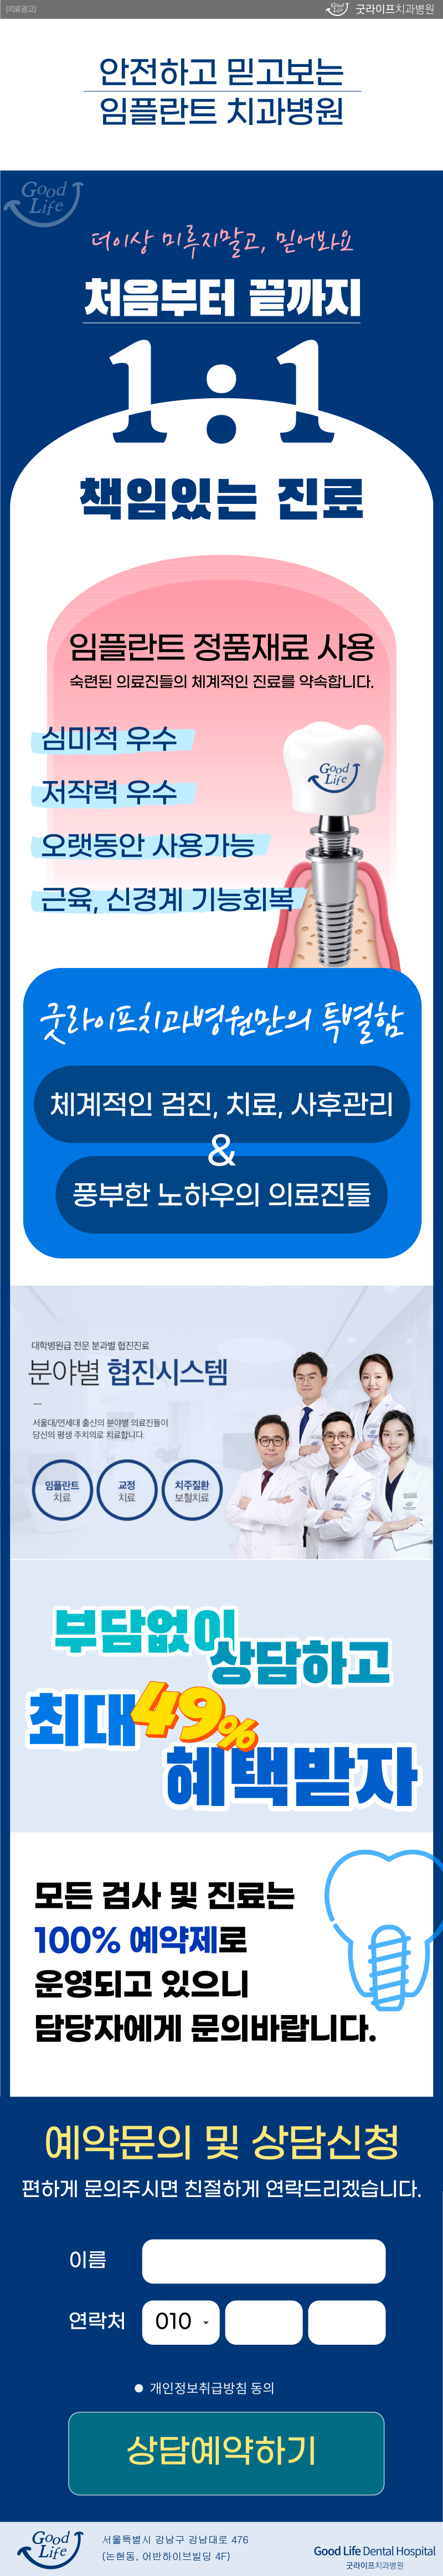 (의료광고)
Good Life 굿라이프치과병원
안전하고 믿고보는
임플란트 치과병원
Good
Life
더이상 미루지말고, 믿어봐요
처음부터 끝까지
1:1
책임있는 진료
임플란트 정품재료 사용
숙련된 의료진들의 체계적인 진료를 약속합니다.
심미적 우수
저작력 우수
오랫동안 사용가능
근육, 신경계 기능회복
Good
Life
굿라이프치과병원만의 특별함
체계적인 검진, 치료, 사후관리
&
풍부한 노하우의 의료진들
대학병원급 전문 분과별 협진진료
분야별 협진시스템
서울대/연세대 출신의 분야별 의료진들이
당신의 평생 주치의로 치료합니다.
임플란트 교정 치주질환
치료 치료 보철치료
부담없이
상담하고
최대 49%
혜택받자
모든 검사 및 진료는
100% 예약제로
운영되고 있으니
담당자에게 문의바랍니다.
예약문의 및 상담신청
편하게 문의주시면 친절하게 연락드리겠습니다.
이름
연락처 010
개인정보취급방침 동의
상담예약하기
Good
Life
서울특별시 강남구 강남대로 476
(논현동, 어반하이브빌딩 4F)
Good Life Dental Hospital
굿라이프치과병원